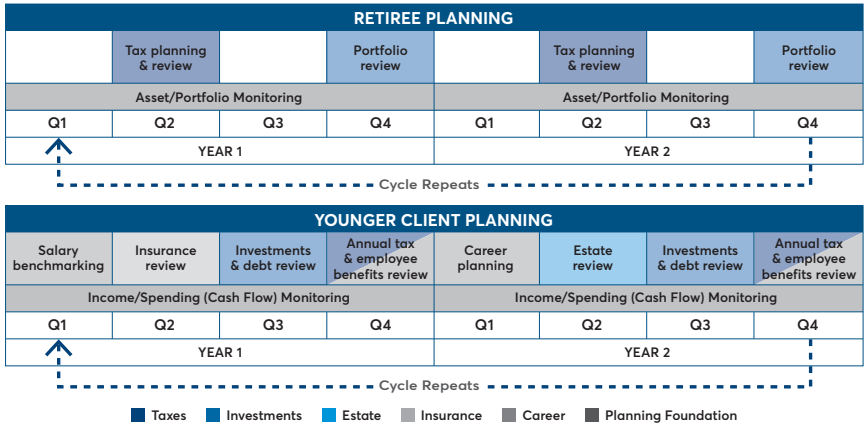 RETIREE PLANNING
Tax planning
& review
Portfolio
review
Tax planning
& review
Portfolio
review
Asset/Portfolio Monitoring
Asset/Portfolio Monitoring
Q1 Q2 Q3 Q4 Q1 Q2 Q3 Q4
YEAR 1 YEAR 2
Cycle Repeats
YOUNGER CLIENT PLANNING
Salary
benchmarking
Insurance
review
Investments
& debt review
Annual tax
& employee
benefits review
Career
planning
Estate
review
Investments
& debt review
Annual tax
& employee
benefits review
Income/Spending (Cash Flow) Monitoring
Income/Spending (Cash Flow) Monitoring
Q1 Q2 Q3 Q4 Q1 Q2 Q3 Q4
YEAR 1 YEAR 2
Cycle Repeats
Taxes Investments Estate Insurance Career Planning Foundation